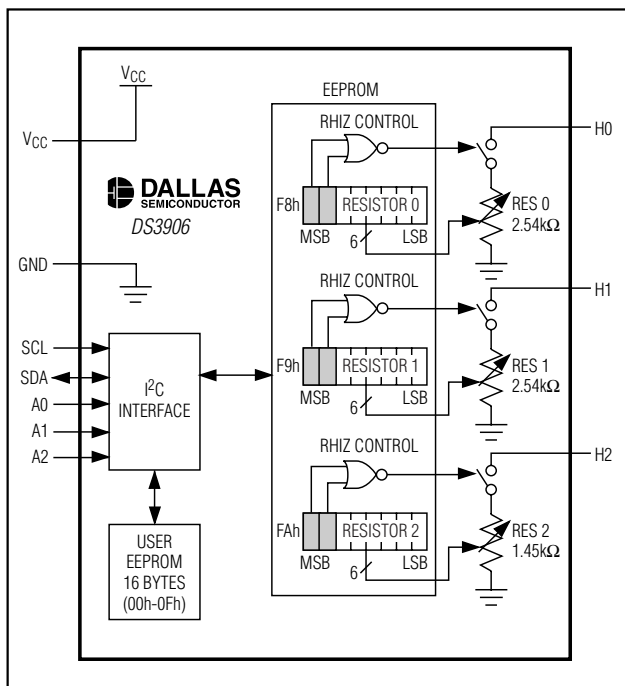 VCC
VCC
DALLAS
SEMICONDUCTOR
DS3906
GND
SCL
SDA
A0
A1
A2
I²C
INTERFACE
USER
EEPROM
16 BYTES
(00h-0Fh)
EEPROM
RHIZ CONTROL
F8h
RESISTOR 0
MSB
6
LSB
H0
RES 0
2.54kΩ
RHIZ CONTROL
F9h
RESISTOR 1
MSB
6
LSB
H1
RES 1
2.54kΩ
RHIZ CONTROL
FAh
RESISTOR 2
MSB
6
LSB
H2
RES 2
1.45kΩ